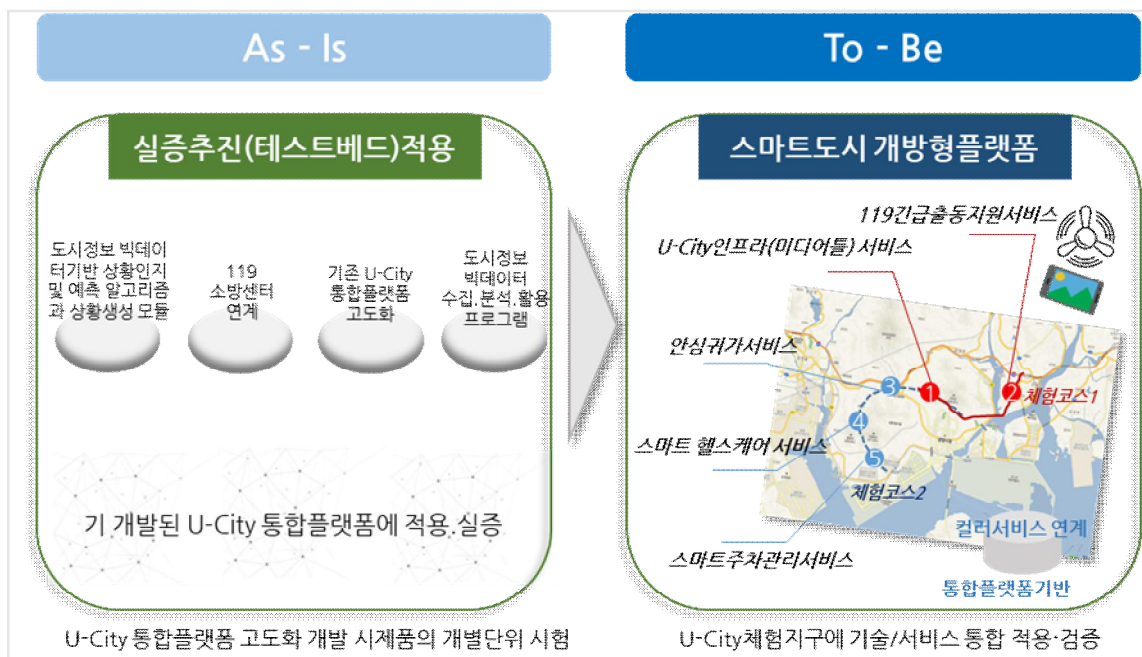 As - Is
To - Be
실증추진(테스트베드)적용
도시정보 빅데이
터기반 상황인지
및 예측 알고리즘
과 상황생성 모듈
119
소방센터
연계
기존 U-City
통합플랫폼
고도화
도시정보
빅데이터
수집.분석.활용
프로그램
기 개발된 U-City 통합플랫폼에 적용.실증
U-City 통합플랫폼 고도화 개발 시제품의 개별단위 시험
스마트도시 개방형플랫폼
119긴급출동지원서비스
U-City인프라(미디어틀) 서비스
안심귀가서비스
3
1
2
체험코스1
4
스마트 헬스케어 서비스
5
체험코스2
컬러서비스 연계
스마트주차관리서비스
통합플랫폼기반
U-City체험지구에 기술/서비스 통합 적용·검증